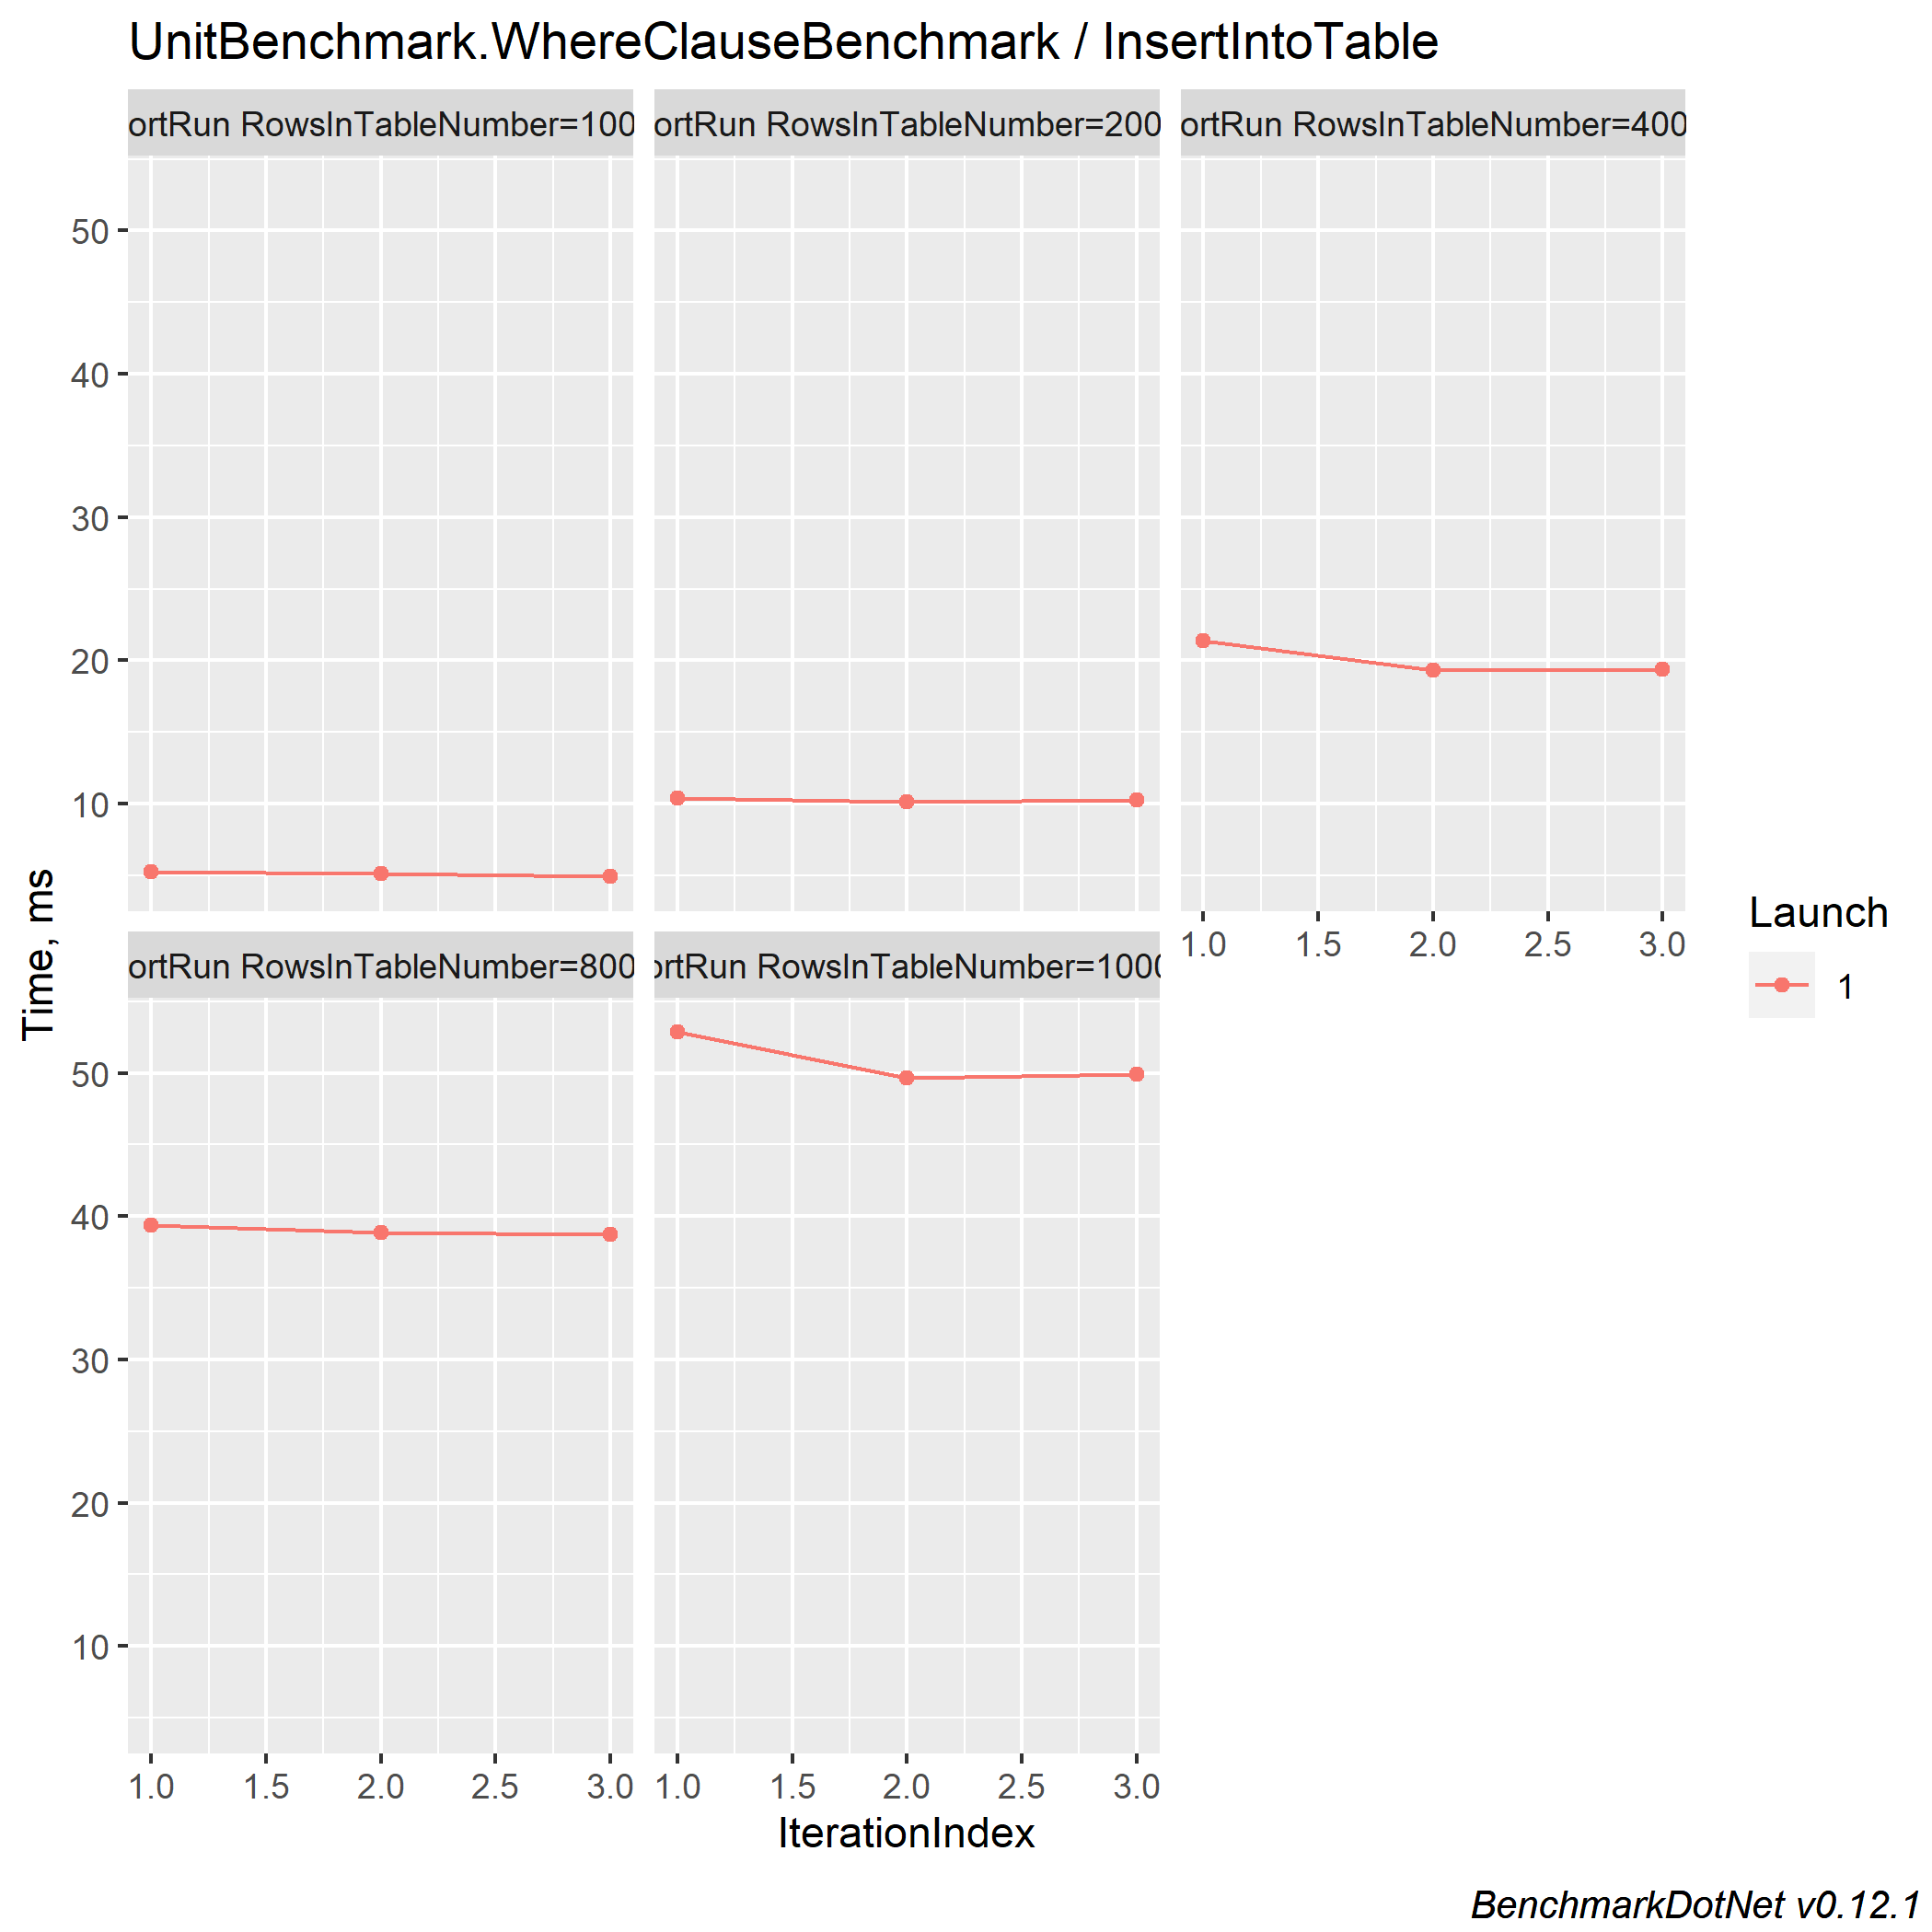 UnitBenchmark.WhereClauseBenchmark / InsertIntoTable
ortRun RowsInTableNumber=100
ortRun RowsInTableNumber=200
ortRun RowsInTableNumber=400
50
40
30
20
10
1.0 1.5 2.0 2.5 3.0
Time, ms
ortRun RowsInTableNumber=800
ortRun RowsInTableNumber=1000
50
40
30
20
10
1.0 1.5 2.0 2.5 3.0
1.0 1.5 2.0 2.5 3.0
IterationIndex
Launch
1
BenchmarkDotNet v0.12.1